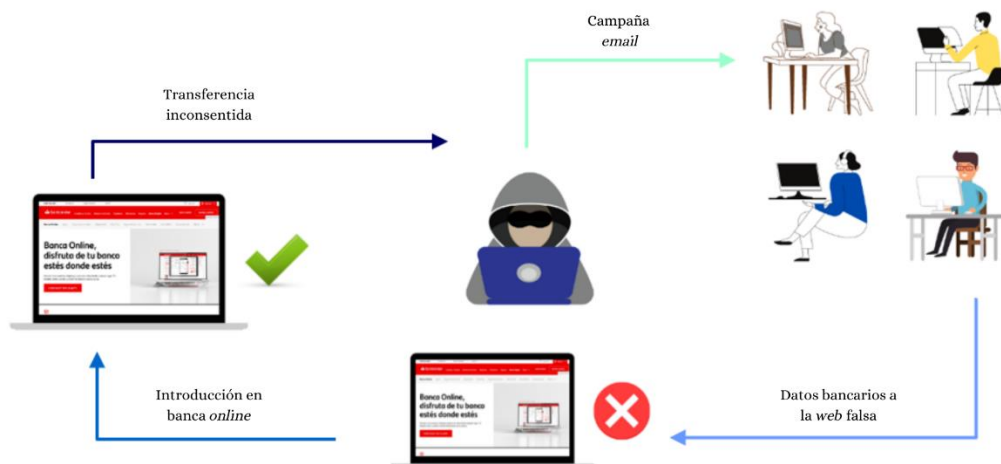 Campaña
email
Transferencia
inconsentida
Banca Online,
disfruta de tu banco
estés donde estés
Introducción en
banca online
Banca Online,
disfruta de tu banco
estés donde estés
Datos bancarios a
la web falsa